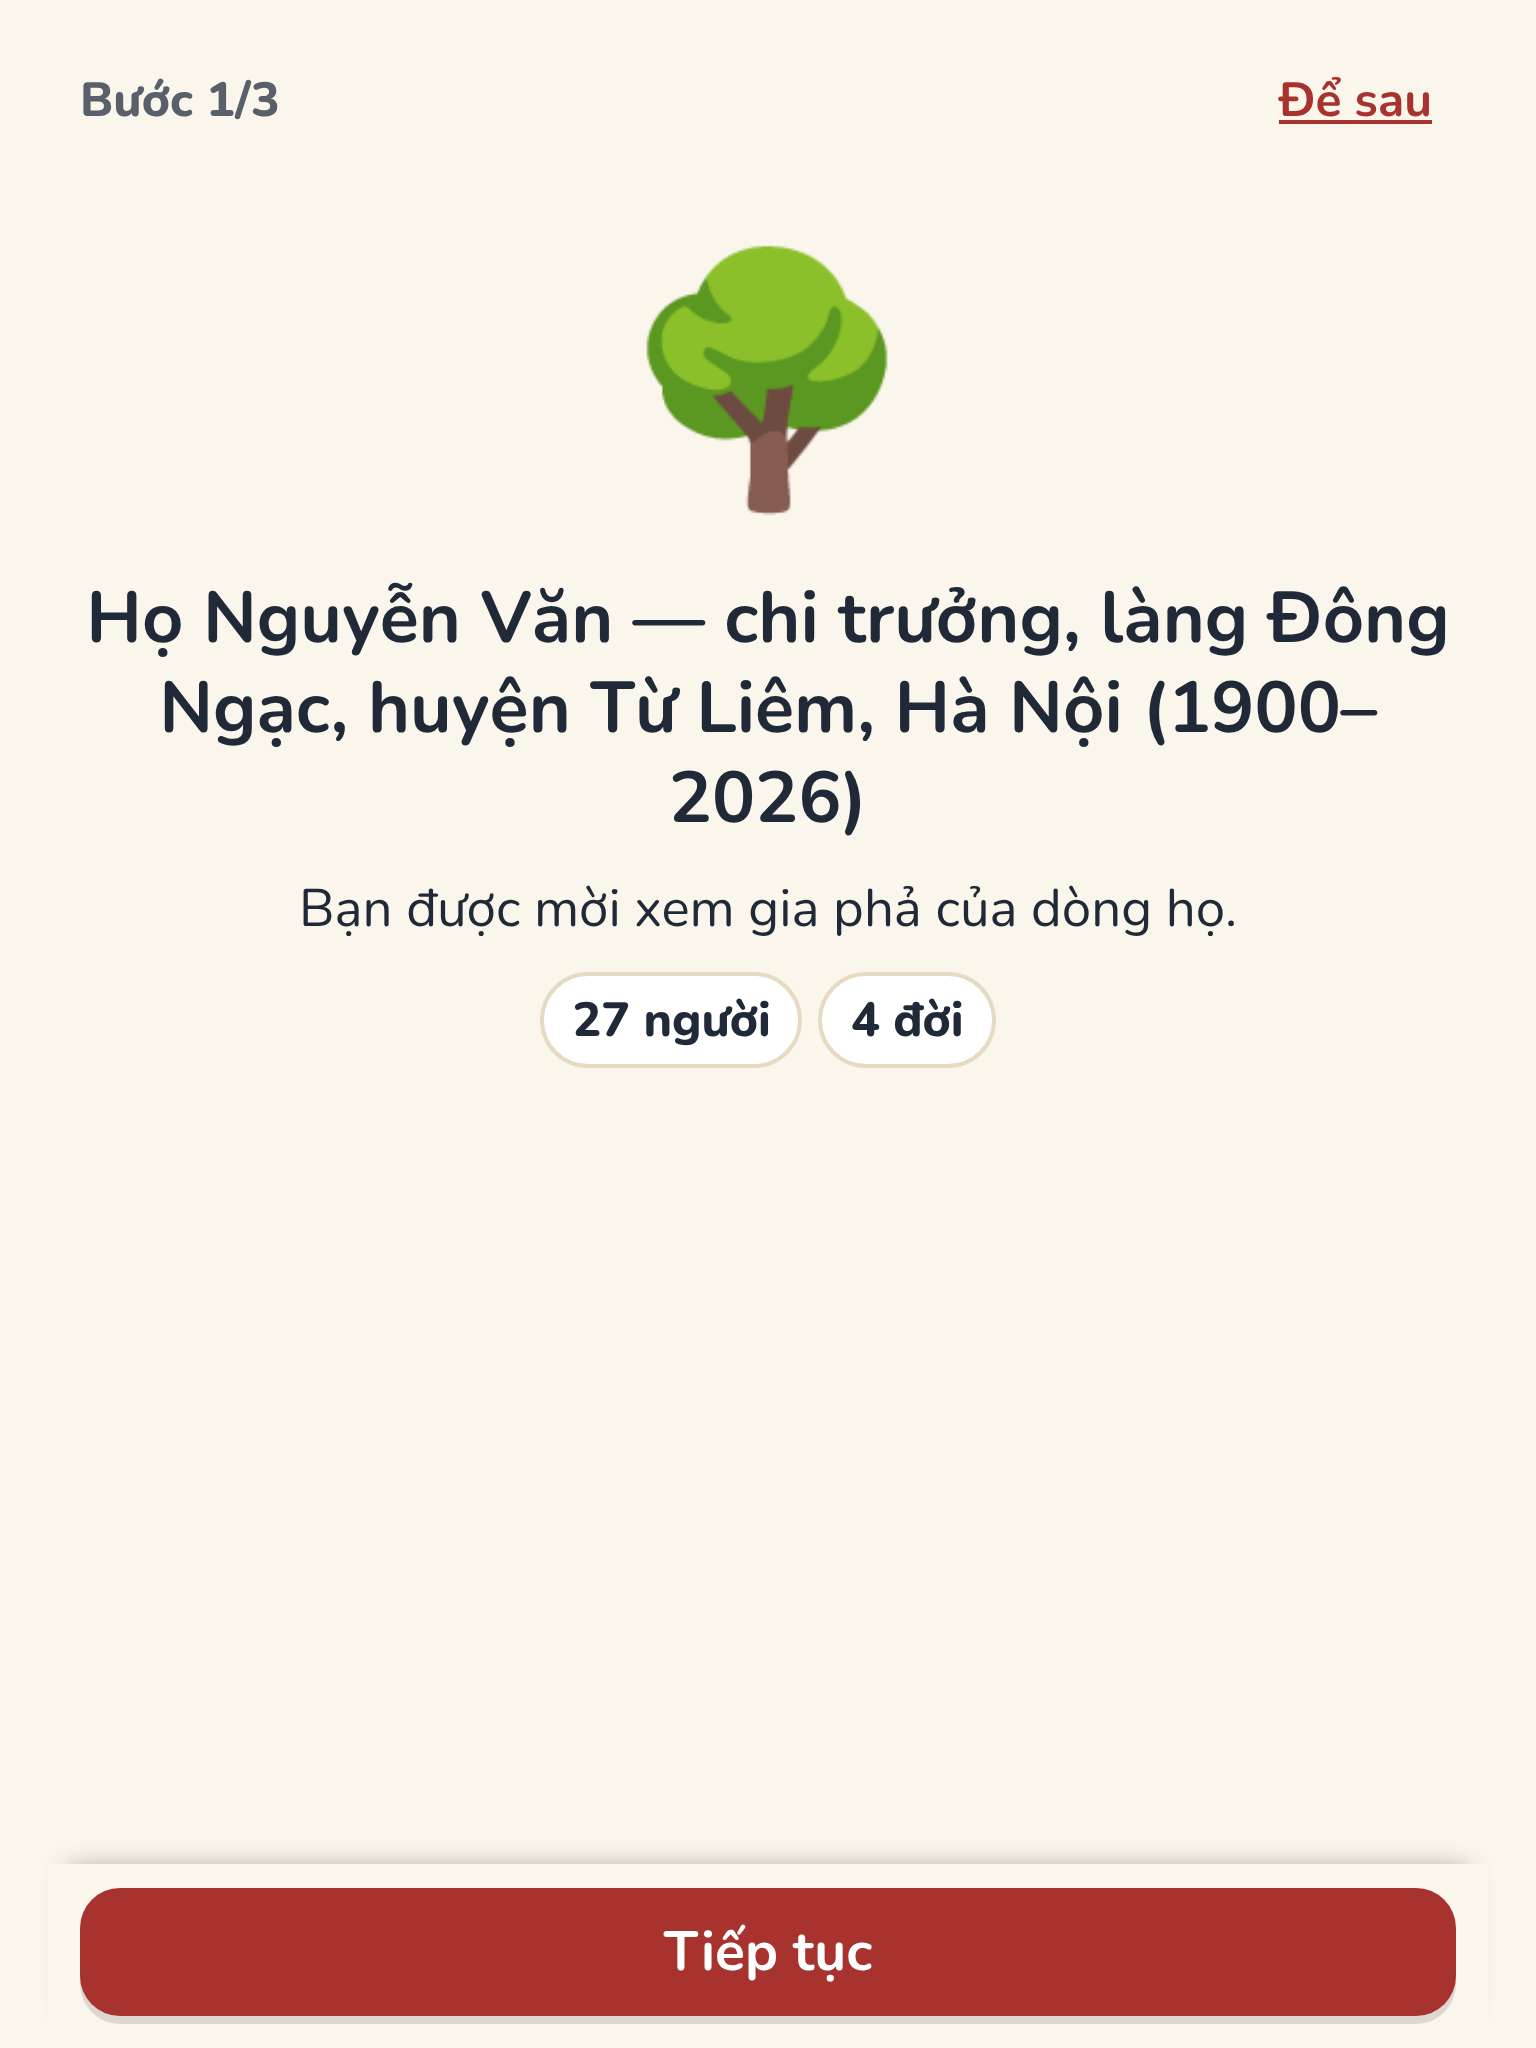 Bước 1/3
Để sau
Họ Nguyễn Văn — chi trưởng, làng Đông
Ngạc, huyện Từ Liêm, Hà Nội (1900–
2026)
Bạn được mời xem gia phả của dòng họ.
27 người
4 đời
Tiếp tục